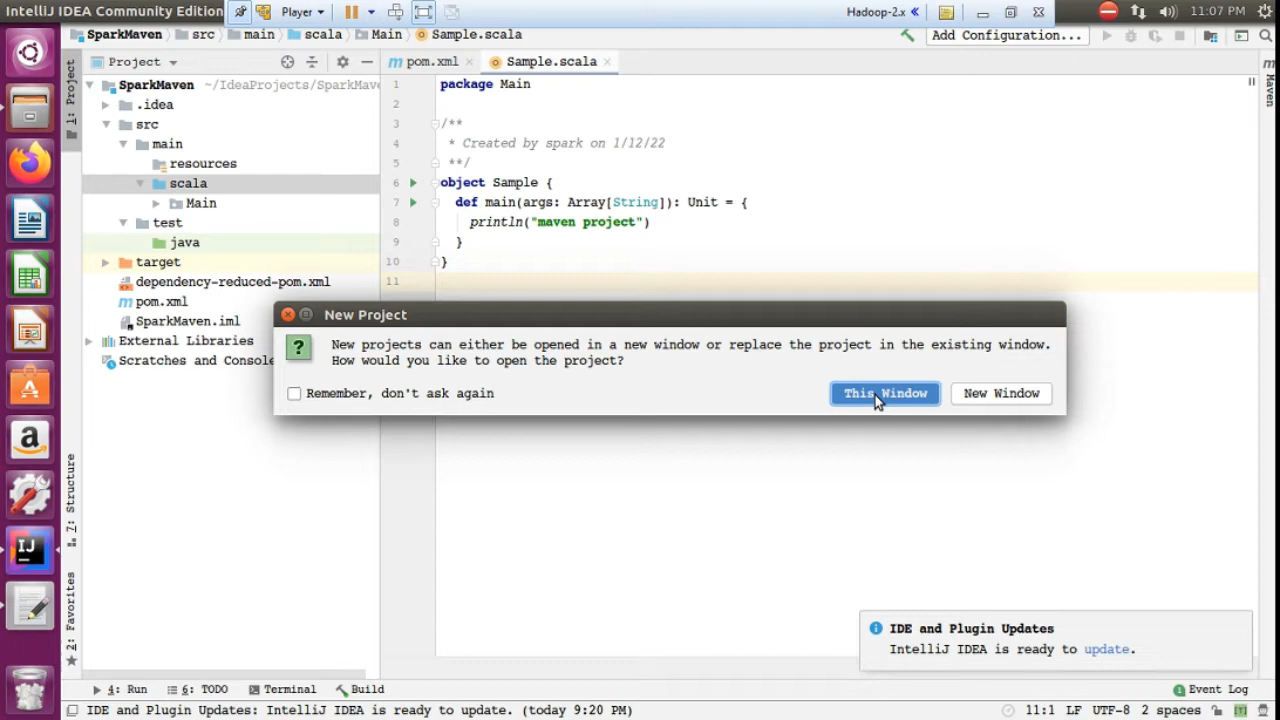 IntelliJ IDEA Community Edition
Player
Hadoop-2.x
11:07 PM
SparkMaven src main scala Main Sample.scala
Add Configuration...
1: Project
Project
pom.xml
Sample.scala
Maven
SparkMaven ~/IdeaProjects/SparkMave
.idea
src
main
resources
scala
Main
test
java
target
dependency-reduced-pom.xml
pom.xml
SparkMaven.iml
External Libraries
Scratches and Console
1 package Main
2
3 /**
4 * Created by spark on 1/12/22
5 **/
6 object Sample {
7 def main(args: Array[String]): Unit = {
8 println("maven project")
9 }
10 }
11
New Project
New projects can either be opened in a new window or replace the project in the existing window.
How would you like to open the project?
Remember, don't ask again
This Window
New Window
7: Structure
2: Favorites
IDE and Plugin Updates
IntelliJ IDEA is ready to update.
4: Run 6: TODO Terminal Build
1 Event Log
IDE and Plugin Updates: IntelliJ IDEA is ready to update. (today 9:20 PM)
11:1 LF UTF-8 2 spaces